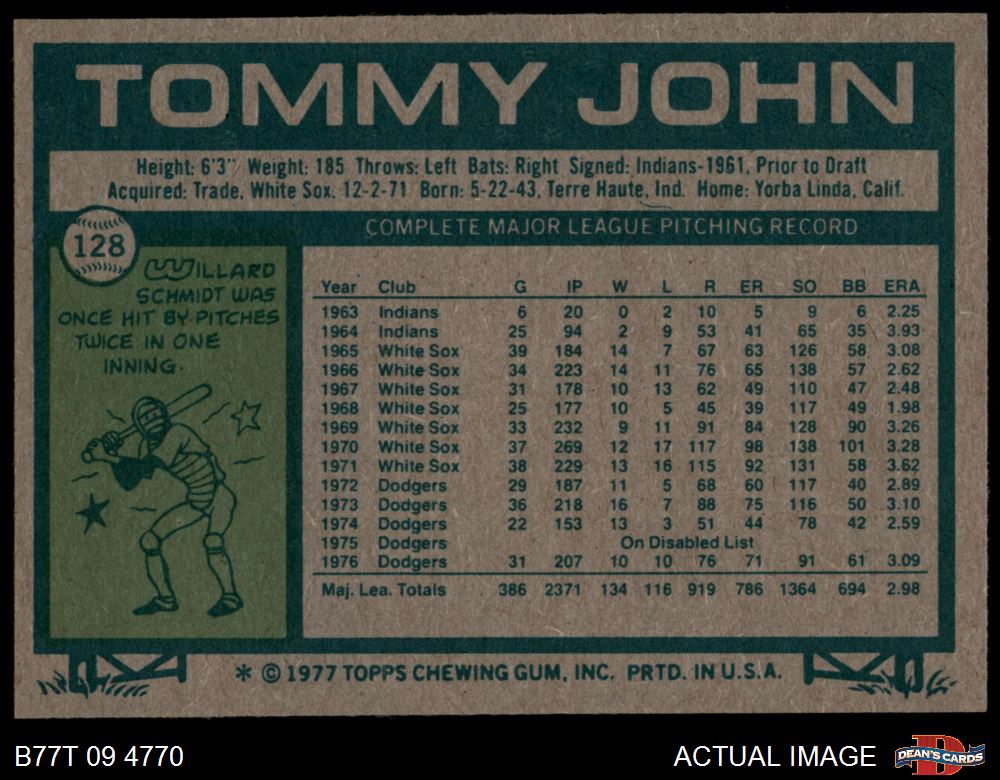 TOMMY JOHN
Height: 6'3" Weight: 185 Throws: Left Bats: Right Signed: Indians-1961, Prior to Draft
Acquired: Trade, White Sox. 12-2-71 Born: 5-22-43, Terre Haute, Ind. Home: Yorba Linda, Calif.
128
WILLARD
SCHMIDT WAS
ONCE HIT BY PITCHES
TWICE IN ONE
INNING.
COMPLETE MAJOR LEAGUE PITCHING RECORD
Year Club G IP W L R ER SO BB ERA
1963 Indians 6 20 0 2 10 5 9 6 2.25
1964 Indians 25 94 2 9 53 41 65 35 3.93
1965 White Sox 39 184 14 7 67 63 126 58 3.08
1966 White Sox 34 223 14 11 76 65 138 57 2.62
1967 White Sox 31 178 10 13 62 49 110 47 2.48
1968 White Sox 25 177 10 5 45 39 117 49 1.98
1969 White Sox 33 232 9 11 91 84 128 90 3.26
1970 White Sox 37 269 12 17 117 98 138 101 3.28
1971 White Sox 38 229 13 16 115 92 131 58 3.62
1972 Dodgers 29 187 11 5 68 60 117 40 2.89
1973 Dodgers 36 218 16 7 88 75 116 50 3.10
1974 Dodgers 22 153 13 3 51 44 78 42 2.59
1975 Dodgers On Disabled List
1976 Dodgers 31 207 10 10 76 71 91 61 3.09
Maj. Lea. Totals 386 2371 134 116 919 786 1364 694 2.98
* © 1977 TOPPS CHEWING GUM, INC. PRTD. IN U.S.A.
B77T 09 4770
ACTUAL IMAGE
D
DEAN'S CARDS